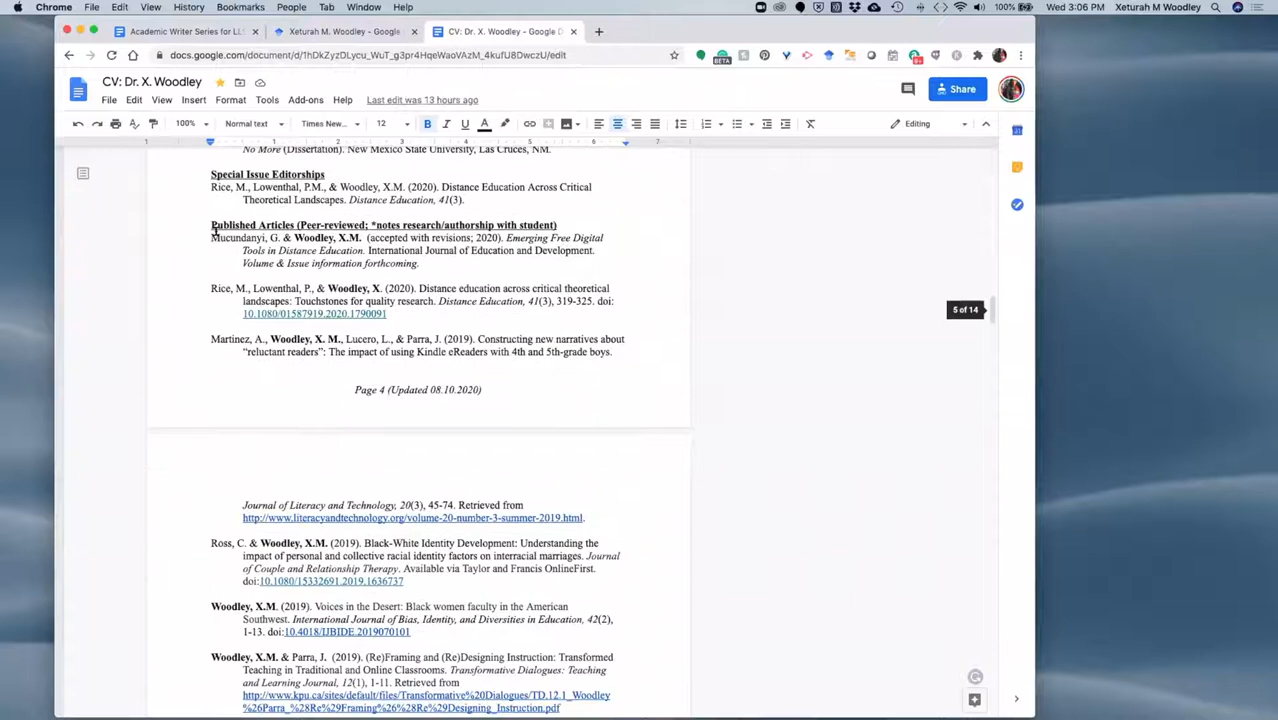 Chrome File Edit View History Bookmarks People Tab Window Help 100% Wed 3:06 PM Xeturah M Woodley
Academic Writer Series for LL
Xeturah M. Woodley - Google
CV: Dr. X. Woodley - Google D
docs.google.com/document/d/1hDkZyzDLycu_WuT_g3pr4HqeWaoVAzM_4kufU8DwczU/edit
BETA
CV: Dr. X. Woodley
File Edit View Insert Format Tools Add-ons Help Last edit was 13 hours ago
Share
100% Normal text Times New... 12 B I U A Editing
1 1 2 3 4 5 6 7
No More (Dissertation). New Mexico State University, Las Cruces, NM.
Special Issue Editorships
Rice, M., Lowenthal, P.M., & Woodley, X.M. (2020). Distance Education Across Critical
Theoretical Landscapes. Distance Education, 41(3).
Published Articles (Peer-reviewed; *notes research/authorship with student)
Mucundanyi, G. & Woodley, X.M. (accepted with revisions; 2020). Emerging Free Digital
Tools in Distance Education. International Journal of Education and Development.
Volume & Issue information forthcoming.
Rice, M., Lowenthal, P., & Woodley, X. (2020). Distance education across critical theoretical
landscapes: Touchstones for quality research. Distance Education, 41(3), 319-325. doi:
10.1080/01587919.2020.1790091
Martinez, A., Woodley, X. M., Lucero, L., & Parra, J. (2019). Constructing new narratives about
“reluctant readers”: The impact of using Kindle eReaders with 4th and 5th-grade boys.
Page 4 (Updated 08.10.2020)
5 of 14
Journal of Literacy and Technology, 20(3), 45-74. Retrieved from
http://www.literacyandtechnology.org/volume-20-number-3-summer-2019.html.
Ross, C. & Woodley, X.M. (2019). Black-White Identity Development: Understanding the
impact of personal and collective racial identity factors on interracial marriages. Journal
of Couple and Relationship Therapy. Available via Taylor and Francis OnlineFirst.
doi:10.1080/15332691.2019.1636737
Woodley, X.M. (2019). Voices in the Desert: Black women faculty in the American
Southwest. International Journal of Bias, Identity, and Diversities in Education, 42(2),
1-13. doi:10.4018/IJBIDE.2019070101
Woodley, X.M. & Parra, J. (2019). (Re)Framing and (Re)Designing Instruction: Transformed
Teaching in Traditional and Online Classrooms. Transformative Dialogues: Teaching
and Learning Journal, 12(1), 1-11. Retrieved from
http://www.kpu.ca/sites/default/files/Transformative%20Dialogues/TD.12.1_Woodley
%26Parra_%28Re%29Framing%26%28Re%29Designing_Instruction.pdf